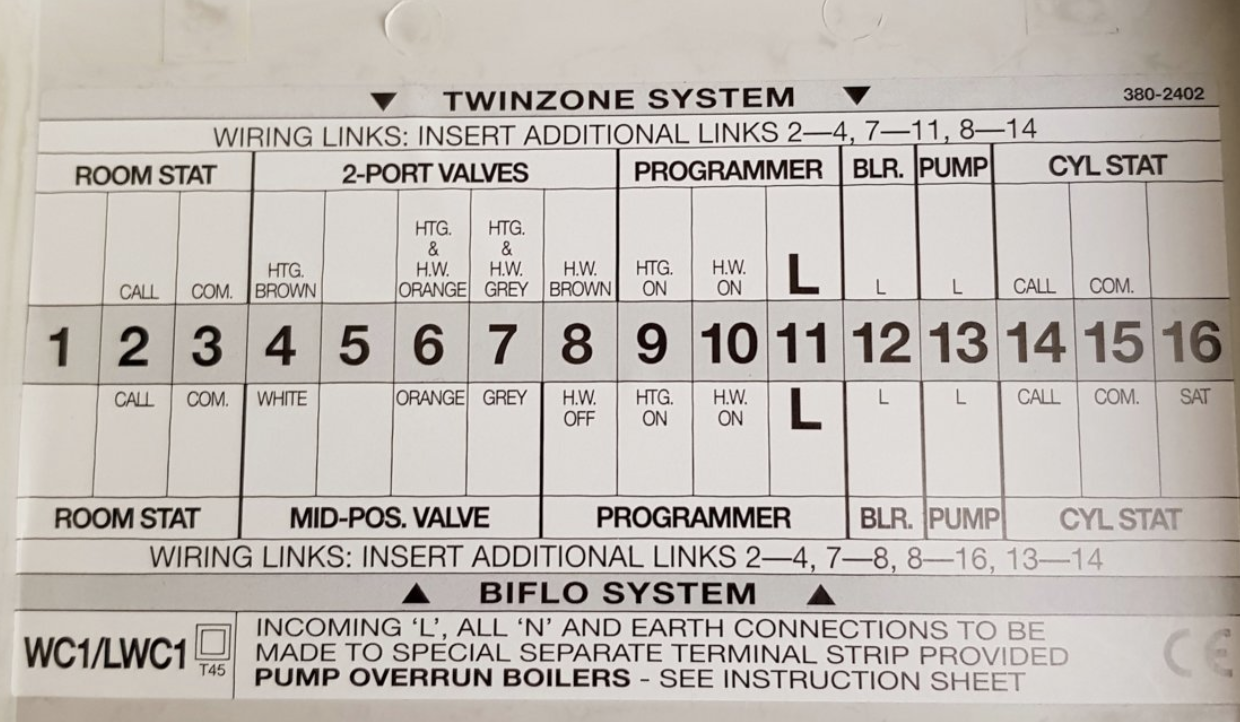 ▼ TWINZONE SYSTEM ▼ 380-2402
WIRING LINKS: INSERT ADDITIONAL LINKS 2—4, 7—11, 8—14
ROOM STAT 2-PORT VALVES PROGRAMMER BLR. PUMP CYL STAT
HTG. HTG.
& &
HTG. H.W. H.W. H.W. HTG. H.W.
CALL COM. BROWN ORANGE GREY BROWN ON ON L L L CALL COM.
1 2 3 4 5 6 7 8 9 10 11 12 13 14 15 16
CALL COM. WHITE ORANGE GREY H.W. HTG. H.W. L L L CALL COM. SAT
OFF ON ON
ROOM STAT MID-POS. VALVE PROGRAMMER BLR. PUMP CYL STAT
WIRING LINKS: INSERT ADDITIONAL LINKS 2—4, 7—8, 8—16, 13—14
▲ BIFLO SYSTEM ▲
WC1/LWC1 T45
INCOMING 'L', ALL 'N' AND EARTH CONNECTIONS TO BE
MADE TO SPECIAL SEPARATE TERMINAL STRIP PROVIDED
PUMP OVERRUN BOILERS - SEE INSTRUCTION SHEET
CE